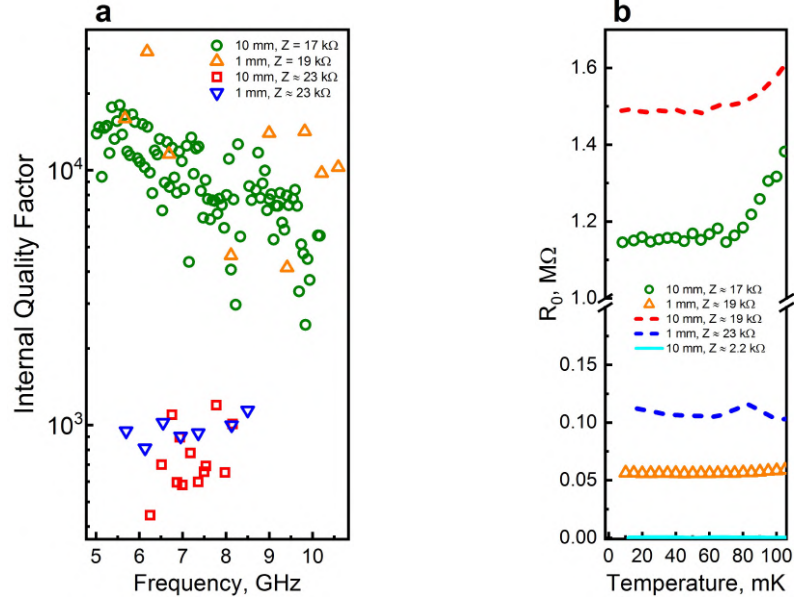 a
10 mm, Z = 17 kΩ
1 mm, Z = 19 kΩ
10 mm, Z ≈ 23 kΩ
1 mm, Z ≈ 23 kΩ
10⁴
10³
Internal Quality Factor
5 6 7 8 9 10
Frequency, GHz
b
1.6
1.4
1.2
1.0
0.15
0.10
0.05
0.00
R₀, MΩ
10 mm, Z ≈ 17 kΩ
1 mm, Z ≈ 19 kΩ
10 mm, Z ≈ 19 kΩ
1 mm, Z ≈ 23 kΩ
10 mm, Z ≈ 2.2 kΩ
0 20 40 60 80 100
Temperature, mK